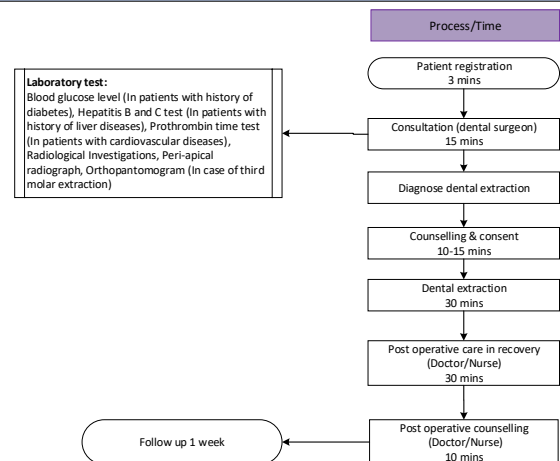 Process/Time
Patient registration
3 mins
Laboratory test:
Blood glucose level (In patients with history of
diabetes), Hepatitis B and C test (In patients with
history of liver diseases), Prothrombin time test
(In patients with cardiovascular diseases),
Radiological Investigations, Peri-apical
radiograph, Orthopantomogram (In case of third
molar extraction)
Consultation (dental surgeon)
15 mins
Diagnose dental extraction
Counselling & consent
10-15 mins
Dental extraction
30 mins
Post operative care in recovery
(Doctor/Nurse)
30 mins
Post operative counselling
(Doctor/Nurse)
10 mins
Follow up 1 week